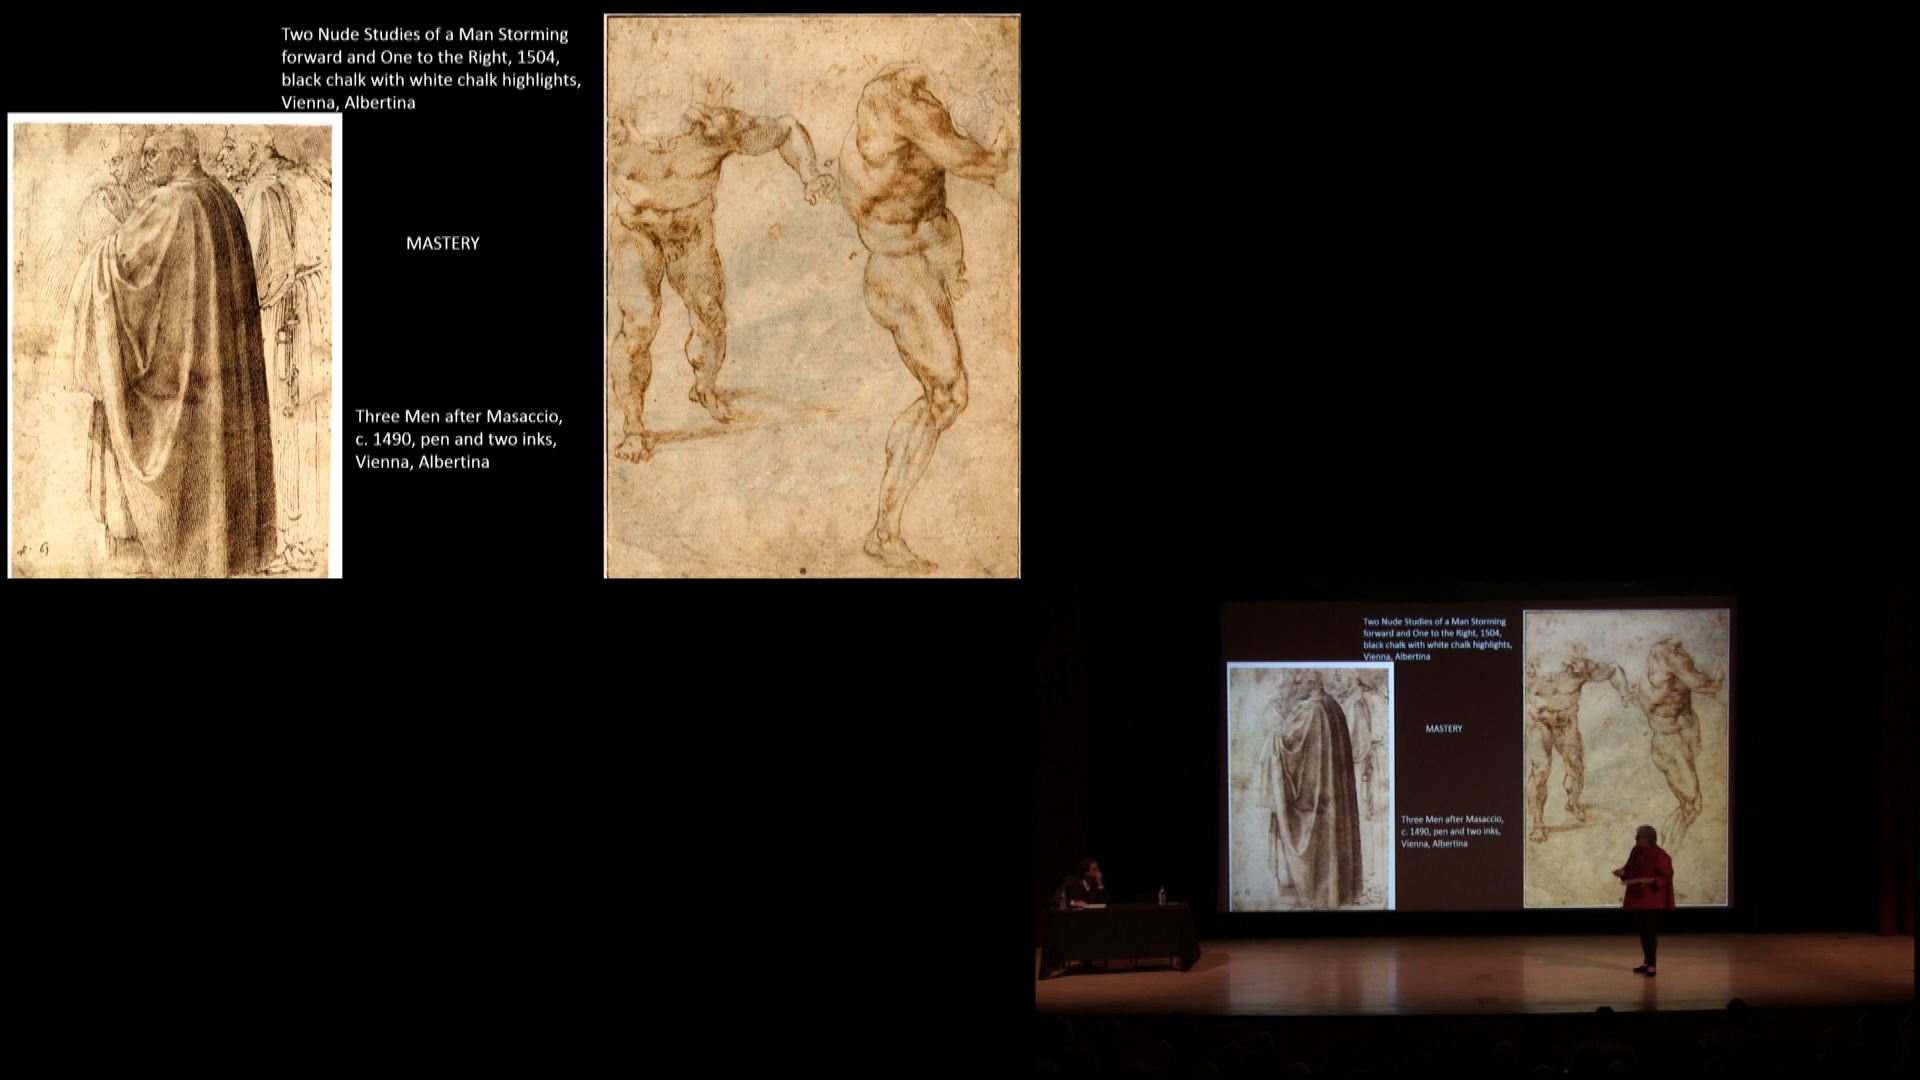 Two Nude Studies of a Man Storming
forward and One to the Right, 1504,
black chalk with white chalk highlights,
Vienna, Albertina
MASTERY
Three Men after Masaccio,
c. 1490, pen and two inks,
Vienna, Albertina
Two Nude Studies of a Man Storming
forward and One to the Right, 1504,
black chalk with white chalk highlights,
Vienna, Albertina
MASTERY
Three Men after Masaccio,
c. 1490, pen and two inks,
Vienna, Albertina